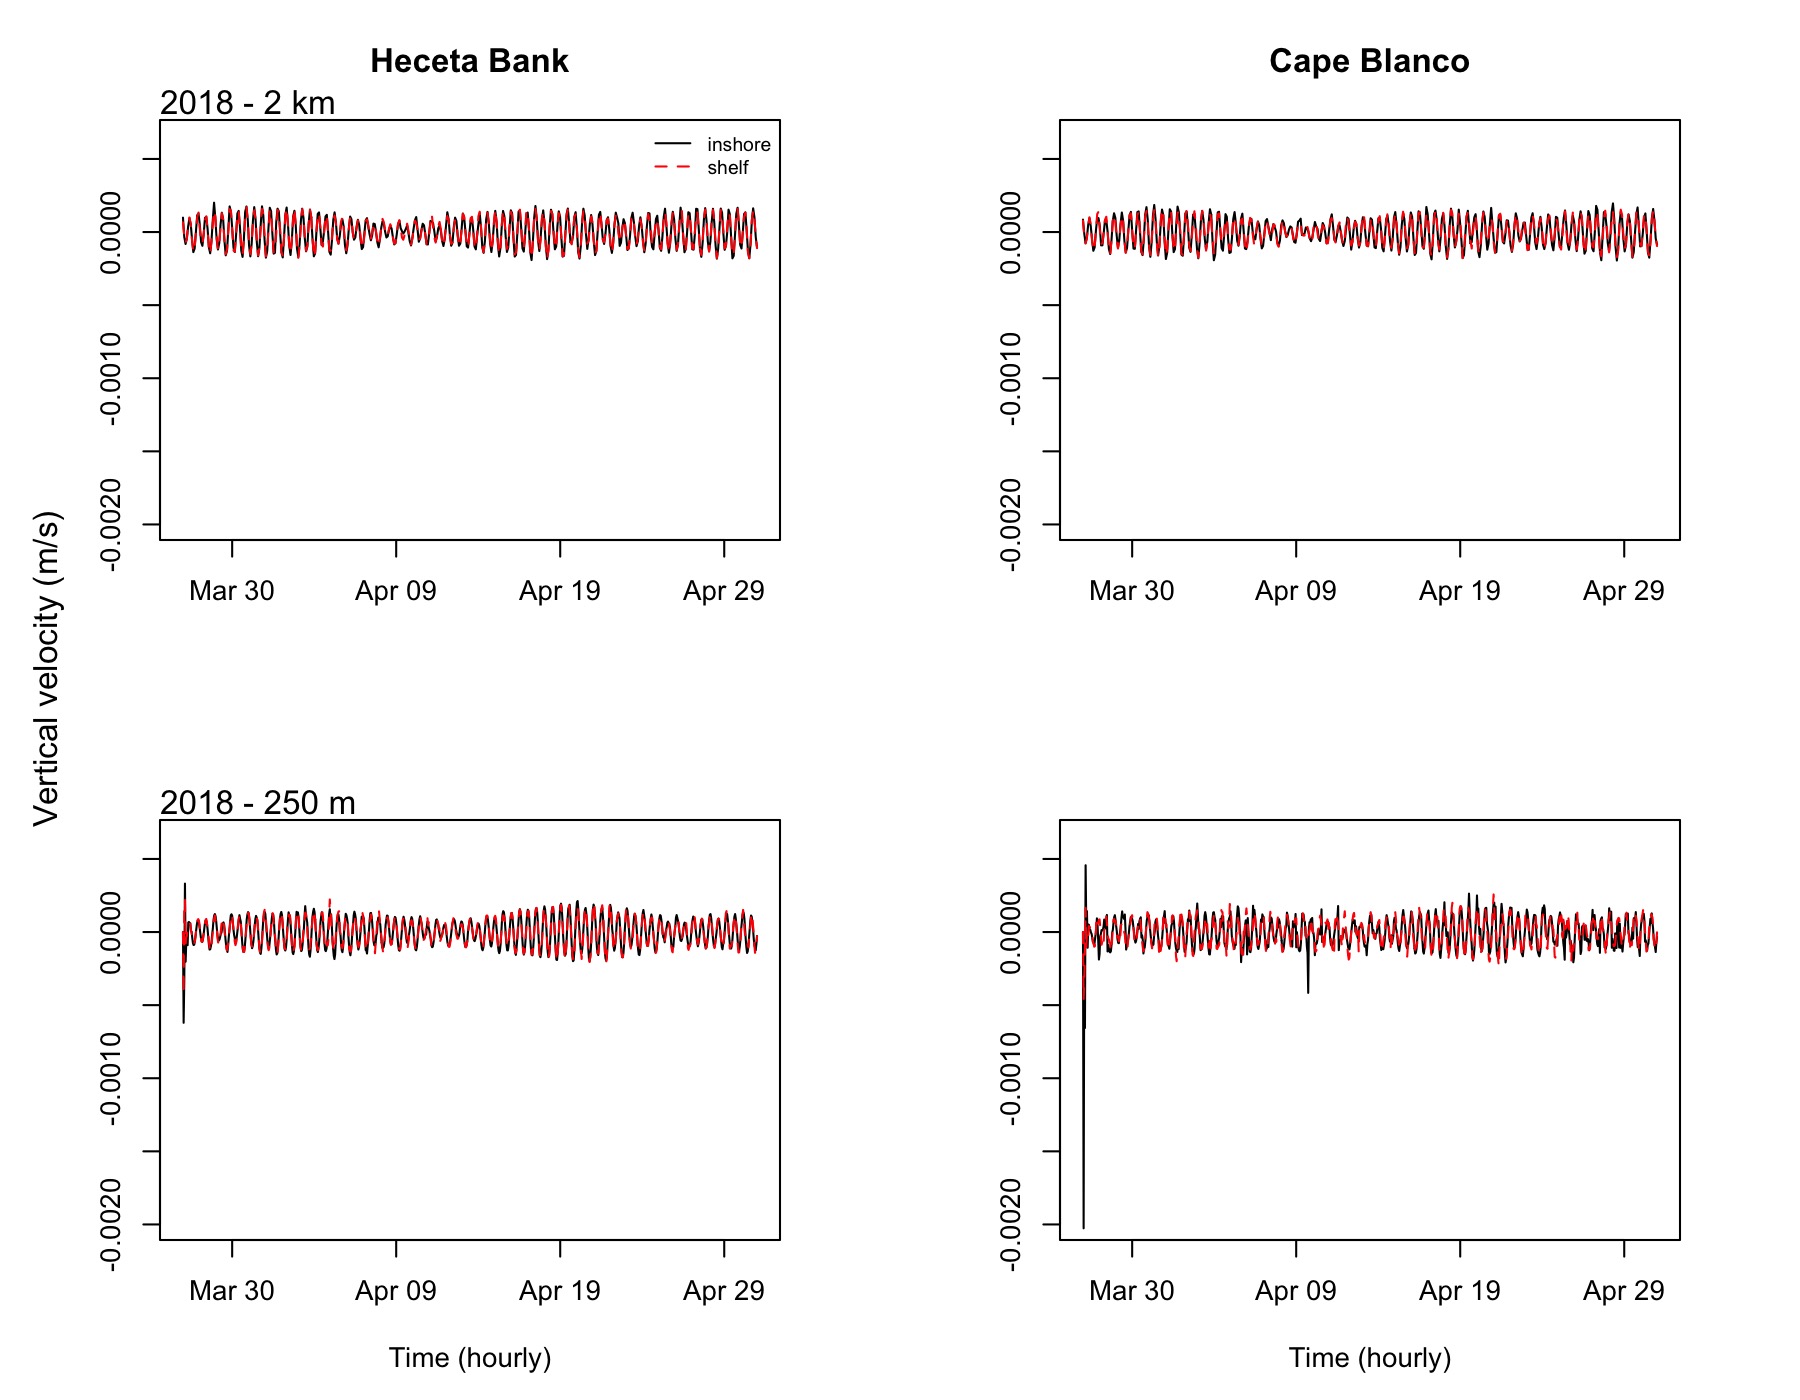 Heceta Bank
Cape Blanco
2018 - 2 km
inshore
shelf
0.0000
-0.0010
-0.0020
Mar 30 Apr 09 Apr 19 Apr 29
0.0000
-0.0010
-0.0020
Mar 30 Apr 09 Apr 19 Apr 29
Vertical velocity (m/s)
2018 - 250 m
0.0000
-0.0010
-0.0020
Mar 30 Apr 09 Apr 19 Apr 29
Time (hourly)
0.0000
-0.0010
-0.0020
Mar 30 Apr 09 Apr 19 Apr 29
Time (hourly)